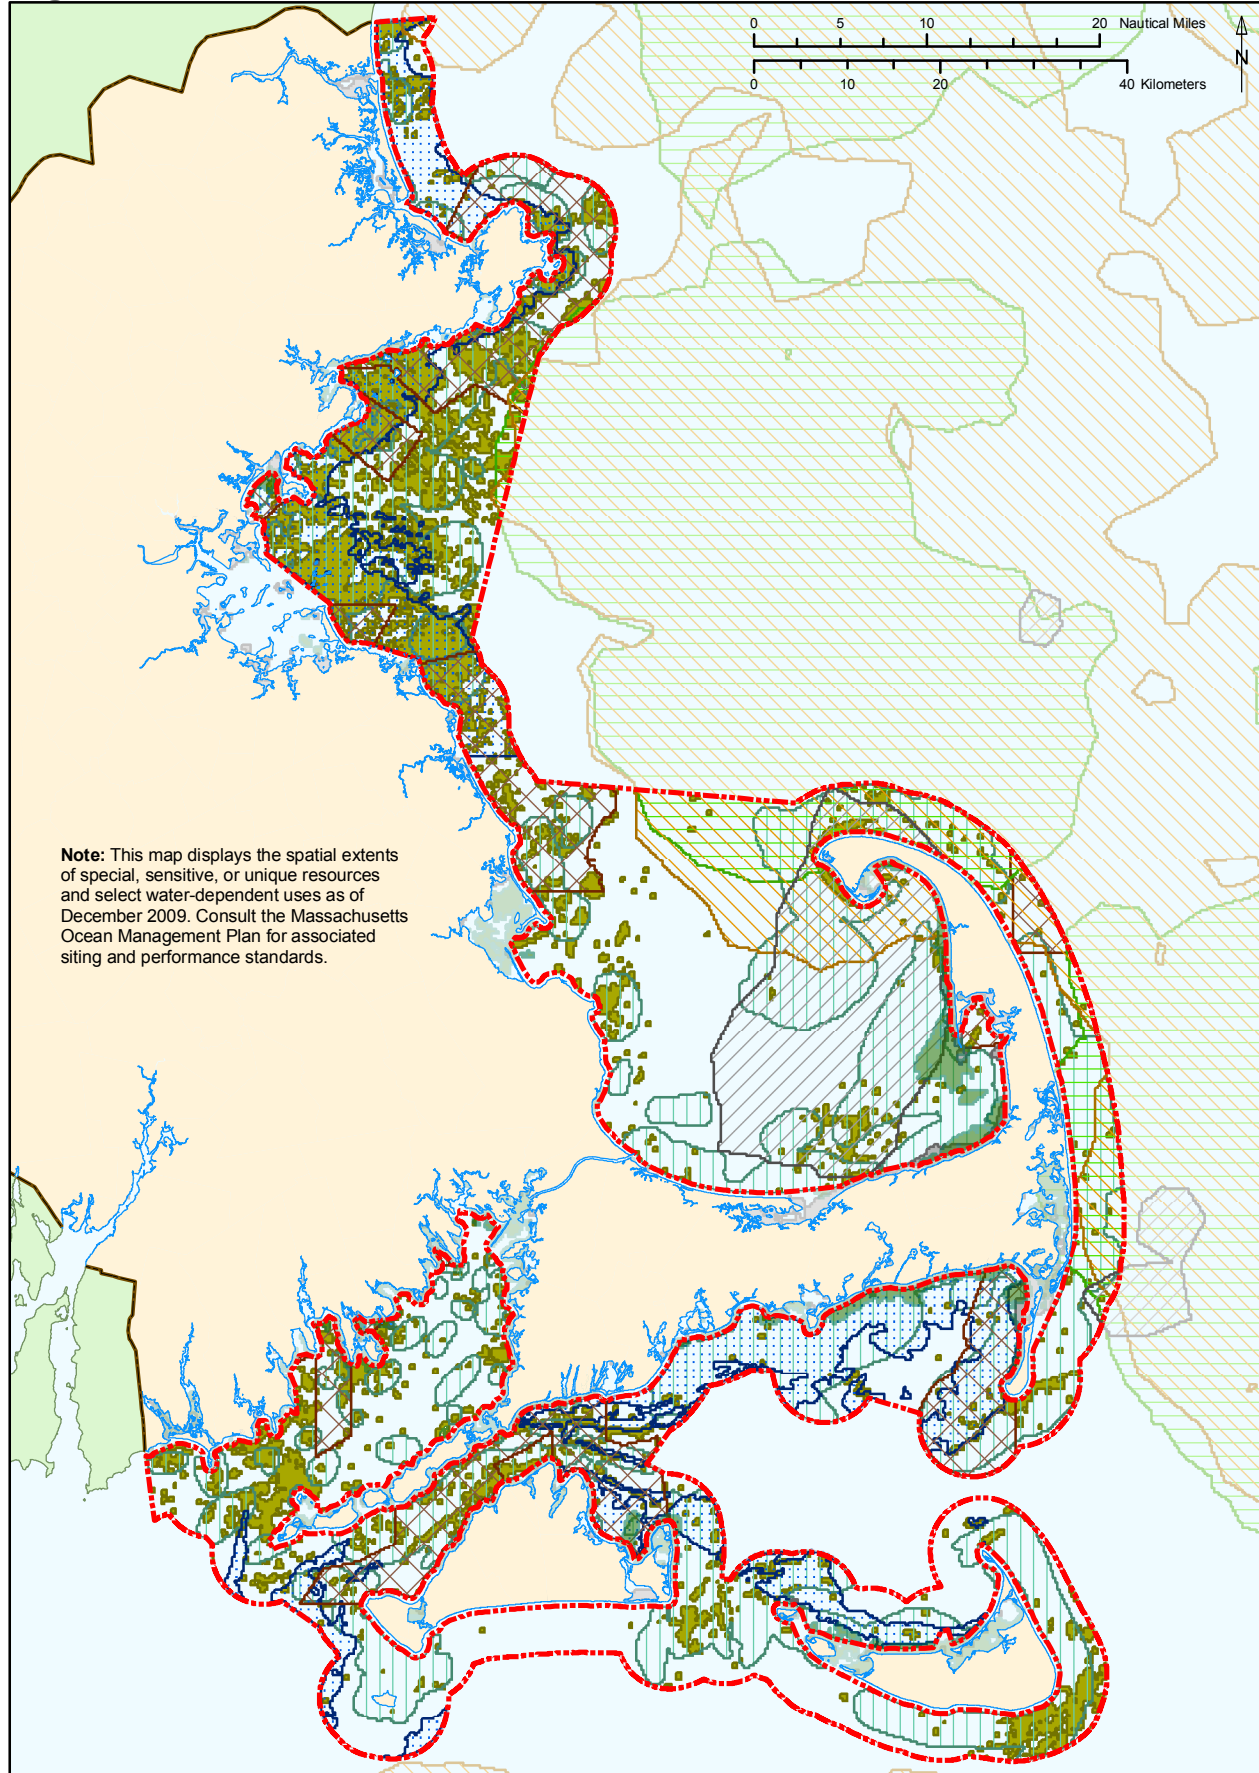 0 5 10 20 Nautical Miles
0 10 20 40 Kilometers
N
Note: This map displays the spatial extents
of special, sensitive, or unique resources
and select water-dependent uses as of
December 2009. Consult the Massachusetts
Ocean Management Plan for associated
siting and performance standards.